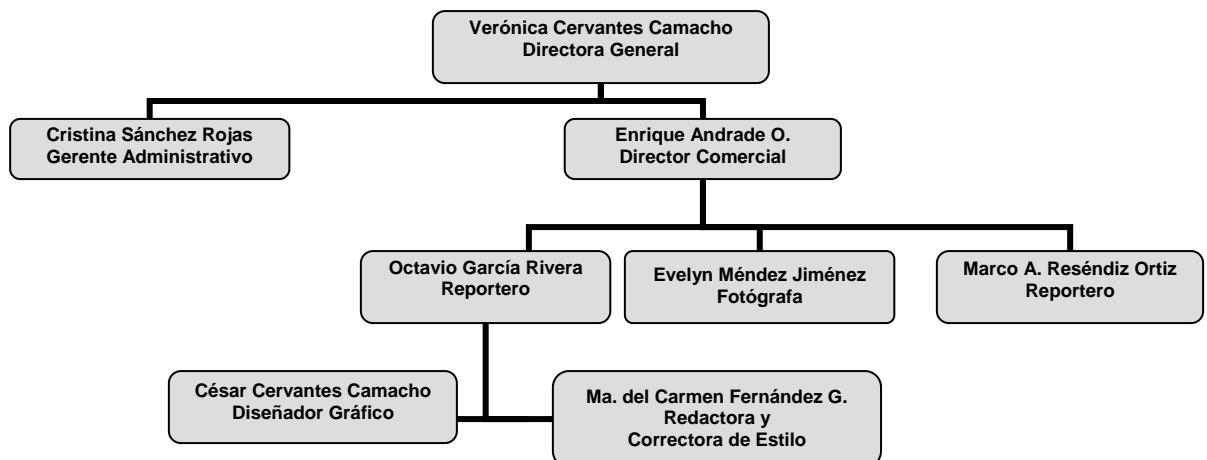 Verónica Cervantes Camacho
Directora General
Cristina Sánchez Rojas
Gerente Administrativo
Enrique Andrade O.
Director Comercial
Octavio García Rivera
Reportero
Evelyn Méndez Jiménez
Fotógrafa
Marco A. Reséndiz Ortiz
Reportero
César Cervantes Camacho
Diseñador Gráfico
Ma. del Carmen Fernández G.
Redactora y
Correctora de Estilo